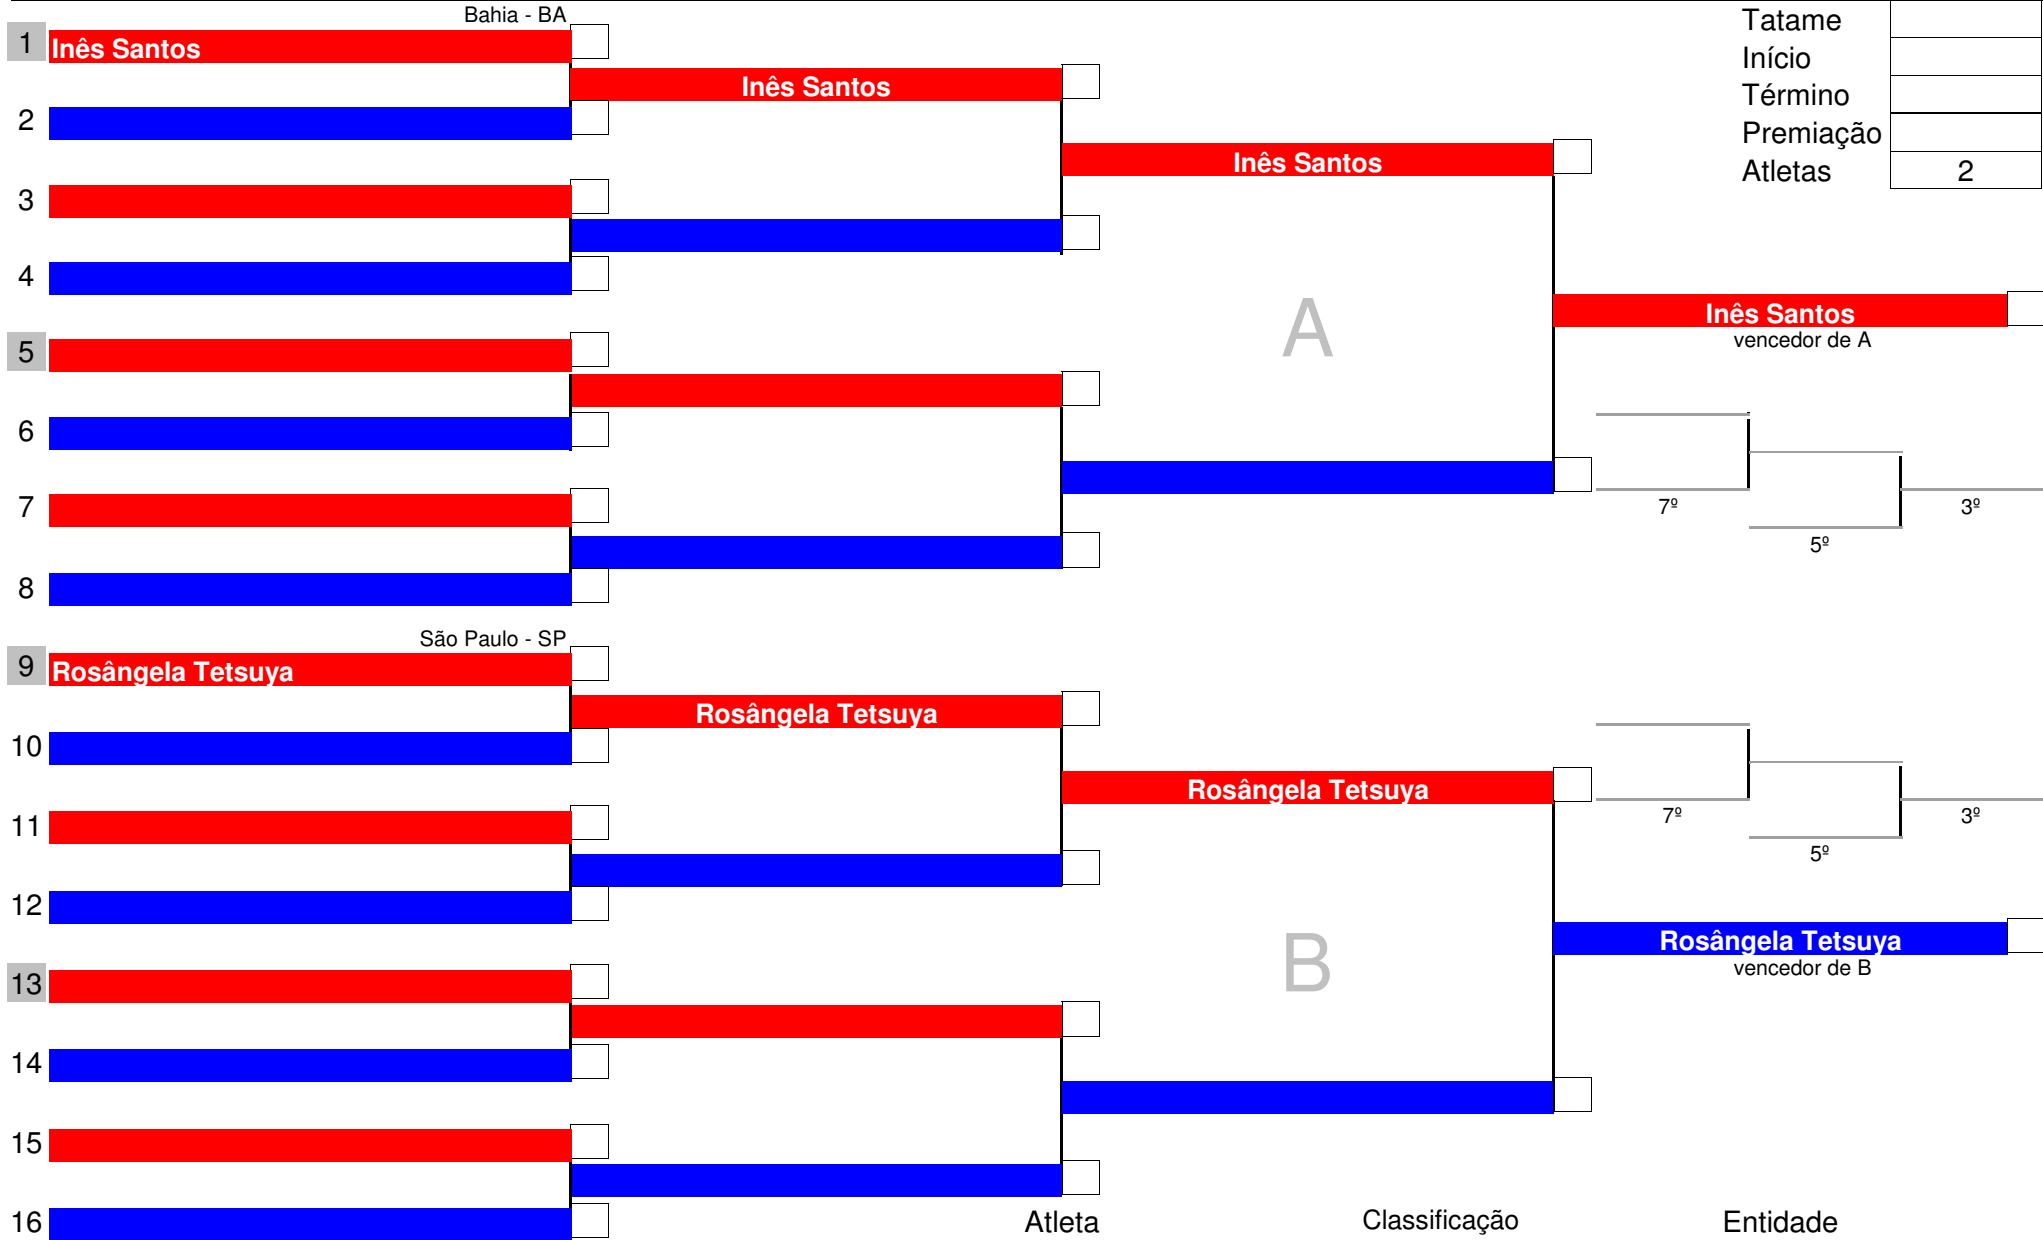 Bahia - BA
1 Inês Santos
Inês Santos
2
Inês Santos
3
4
Inês Santos
vencedor de A
A
5
6
7
7º
3º
5º
8
São Paulo - SP
9 Rosângela Tetsuya
Rosângela Tetsuya
10
Rosângela Tetsuya
11
7º
3º
5º
12
Rosângela Tetsuya
vencedor de B
B
13
14
15
16
Tatame
Início
Término
Premiação
Atletas 2
Atleta Classificação Entidade